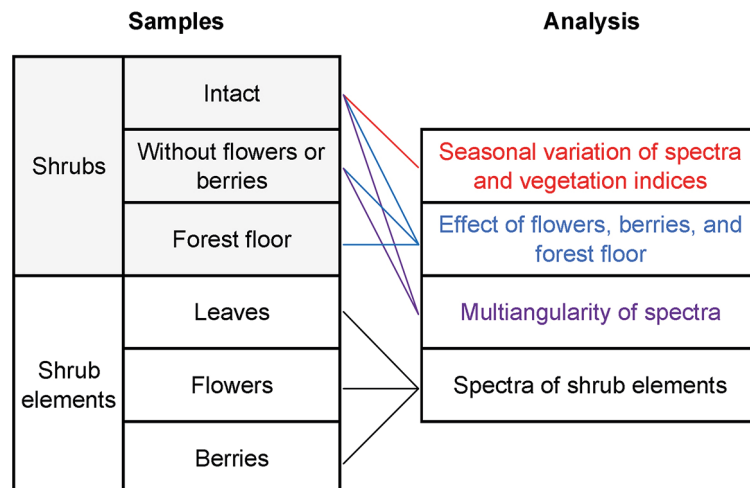 Samples
Analysis
Shrubs
Intact
Without flowers or
berries
Forest floor
Shrub
elements
Leaves
Flowers
Berries
Seasonal variation of spectra
and vegetation indices
Effect of flowers, berries, and
forest floor
Multiangularity of spectra
Spectra of shrub elements